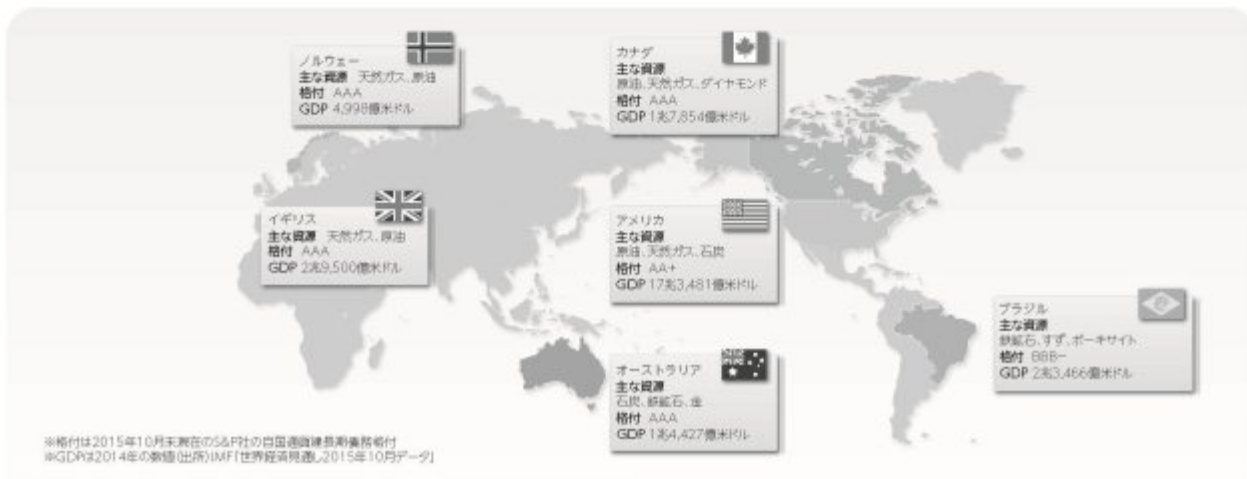 ノルウェー
主な資源 天然ガス、原油
格付 AAA
GDP 4,998億米ドル
カナダ
主な資源
原油、天然ガス、ダイヤモンド
格付 AAA
GDP 1兆7,854億米ドル
イギリス
主な資源 天然ガス、原油
格付 AAA
GDP 2兆9,500億米ドル
アメリカ
主な資源
原油、天然ガス、石炭
格付 AA+
GDP 17兆3,481億米ドル
ブラジル
主な資源
鉄鉱石、すず、ボーキサイト
格付 BBB−
GDP 2兆3,466億米ドル
オーストラリア
主な資源
石炭、鉄鉱石、金
格付 AAA
GDP 1兆4,427億米ドル
※格付は2015年10月末現在のS&P社の自国通貨建長期債務格付
※GDPは2014年の数値(出所)IMF「世界経済見通し2015年10月データ」